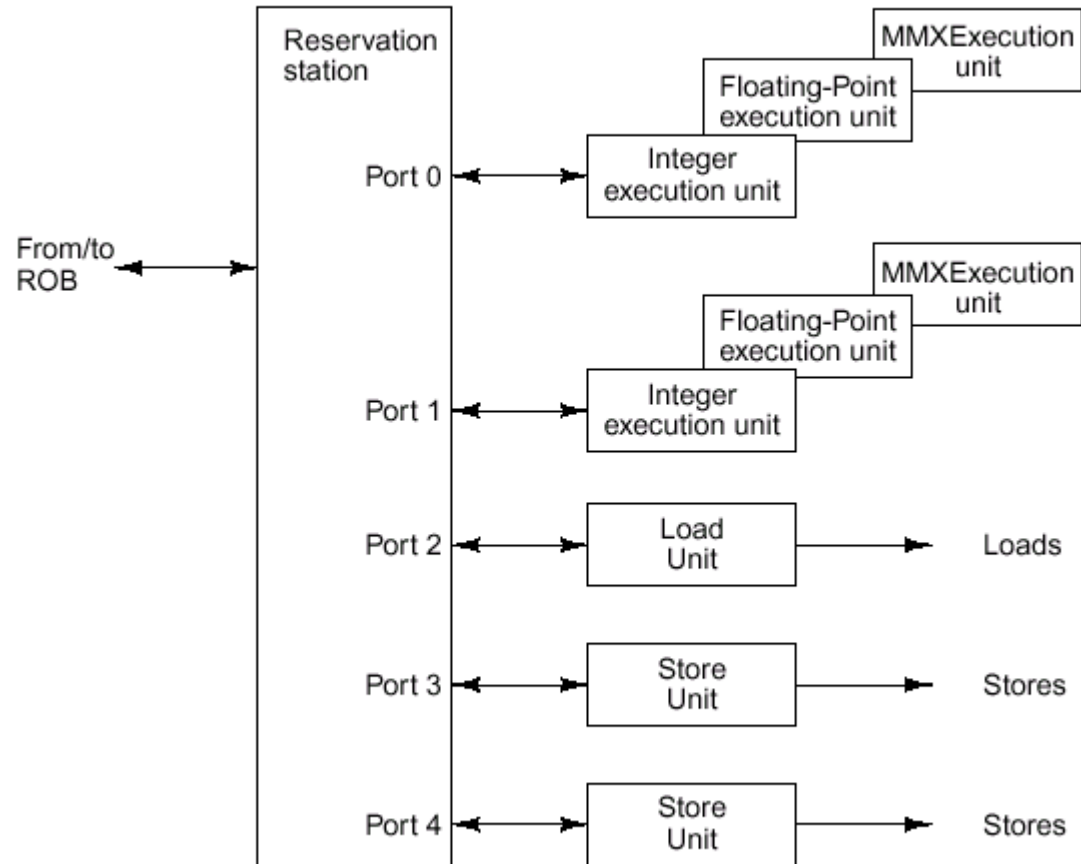 Reservation
station
MMXExecution
unit
Floating-Point
execution unit
Integer
execution unit
Port 0
From/to
ROB
MMXExecution
unit
Floating-Point
execution unit
Integer
execution unit
Port 1
Port 2
Load
Unit
Loads
Port 3
Store
Unit
Stores
Port 4
Store
Unit
Stores